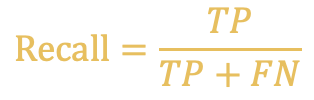 Recall = TP / (TP + FN)